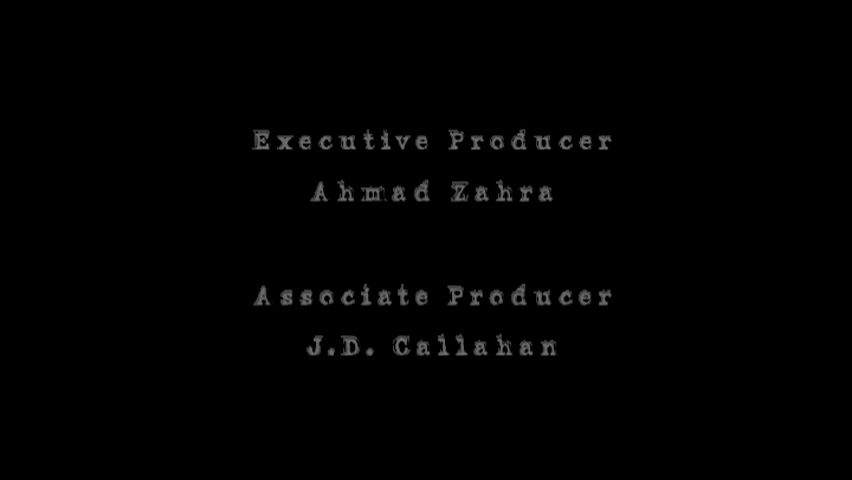 Executive Producer
Ahmad Zahra
Associate Producer
J.D. Callahan